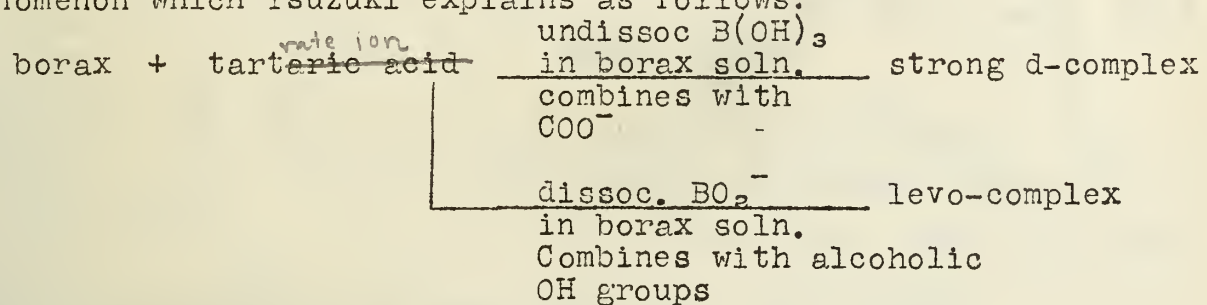 nomenon which Tsuzuki explains as follows:
undissoc B(OH)₃
rate ion
borax + tarteric acid in borax soln. strong d-complex
combines with
COO⁻ -
dissoc. BO₂⁻ levo-complex
in borax soln.
Combines with alcoholic
OH groups